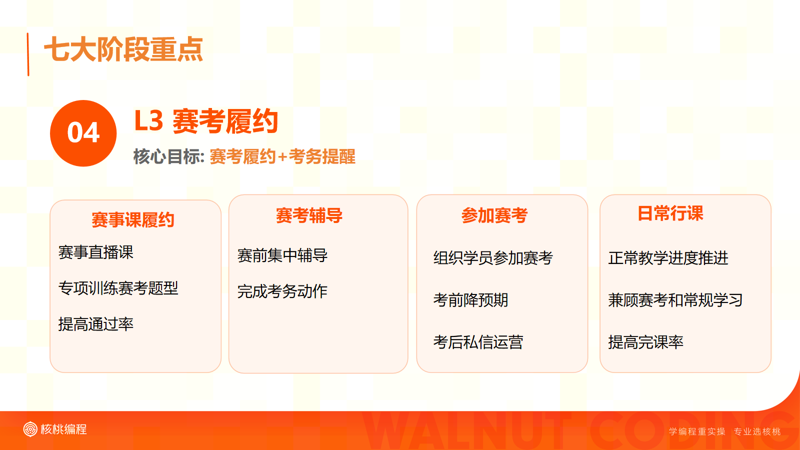 七大阶段重点
04
L3 赛考履约
核心目标: 赛考履约+考务提醒
赛事课履约
赛事直播课
专项训练赛考题型
提高通过率
赛考辅导
赛前集中辅导
完成考务动作
参加赛考
组织学员参加赛考
考前降预期
考后私信运营
日常行课
正常教学进度推进
兼顾赛考和常规学习
提高完课率
核桃编程
WALNUT CODING
学编程重实操 专业选核桃